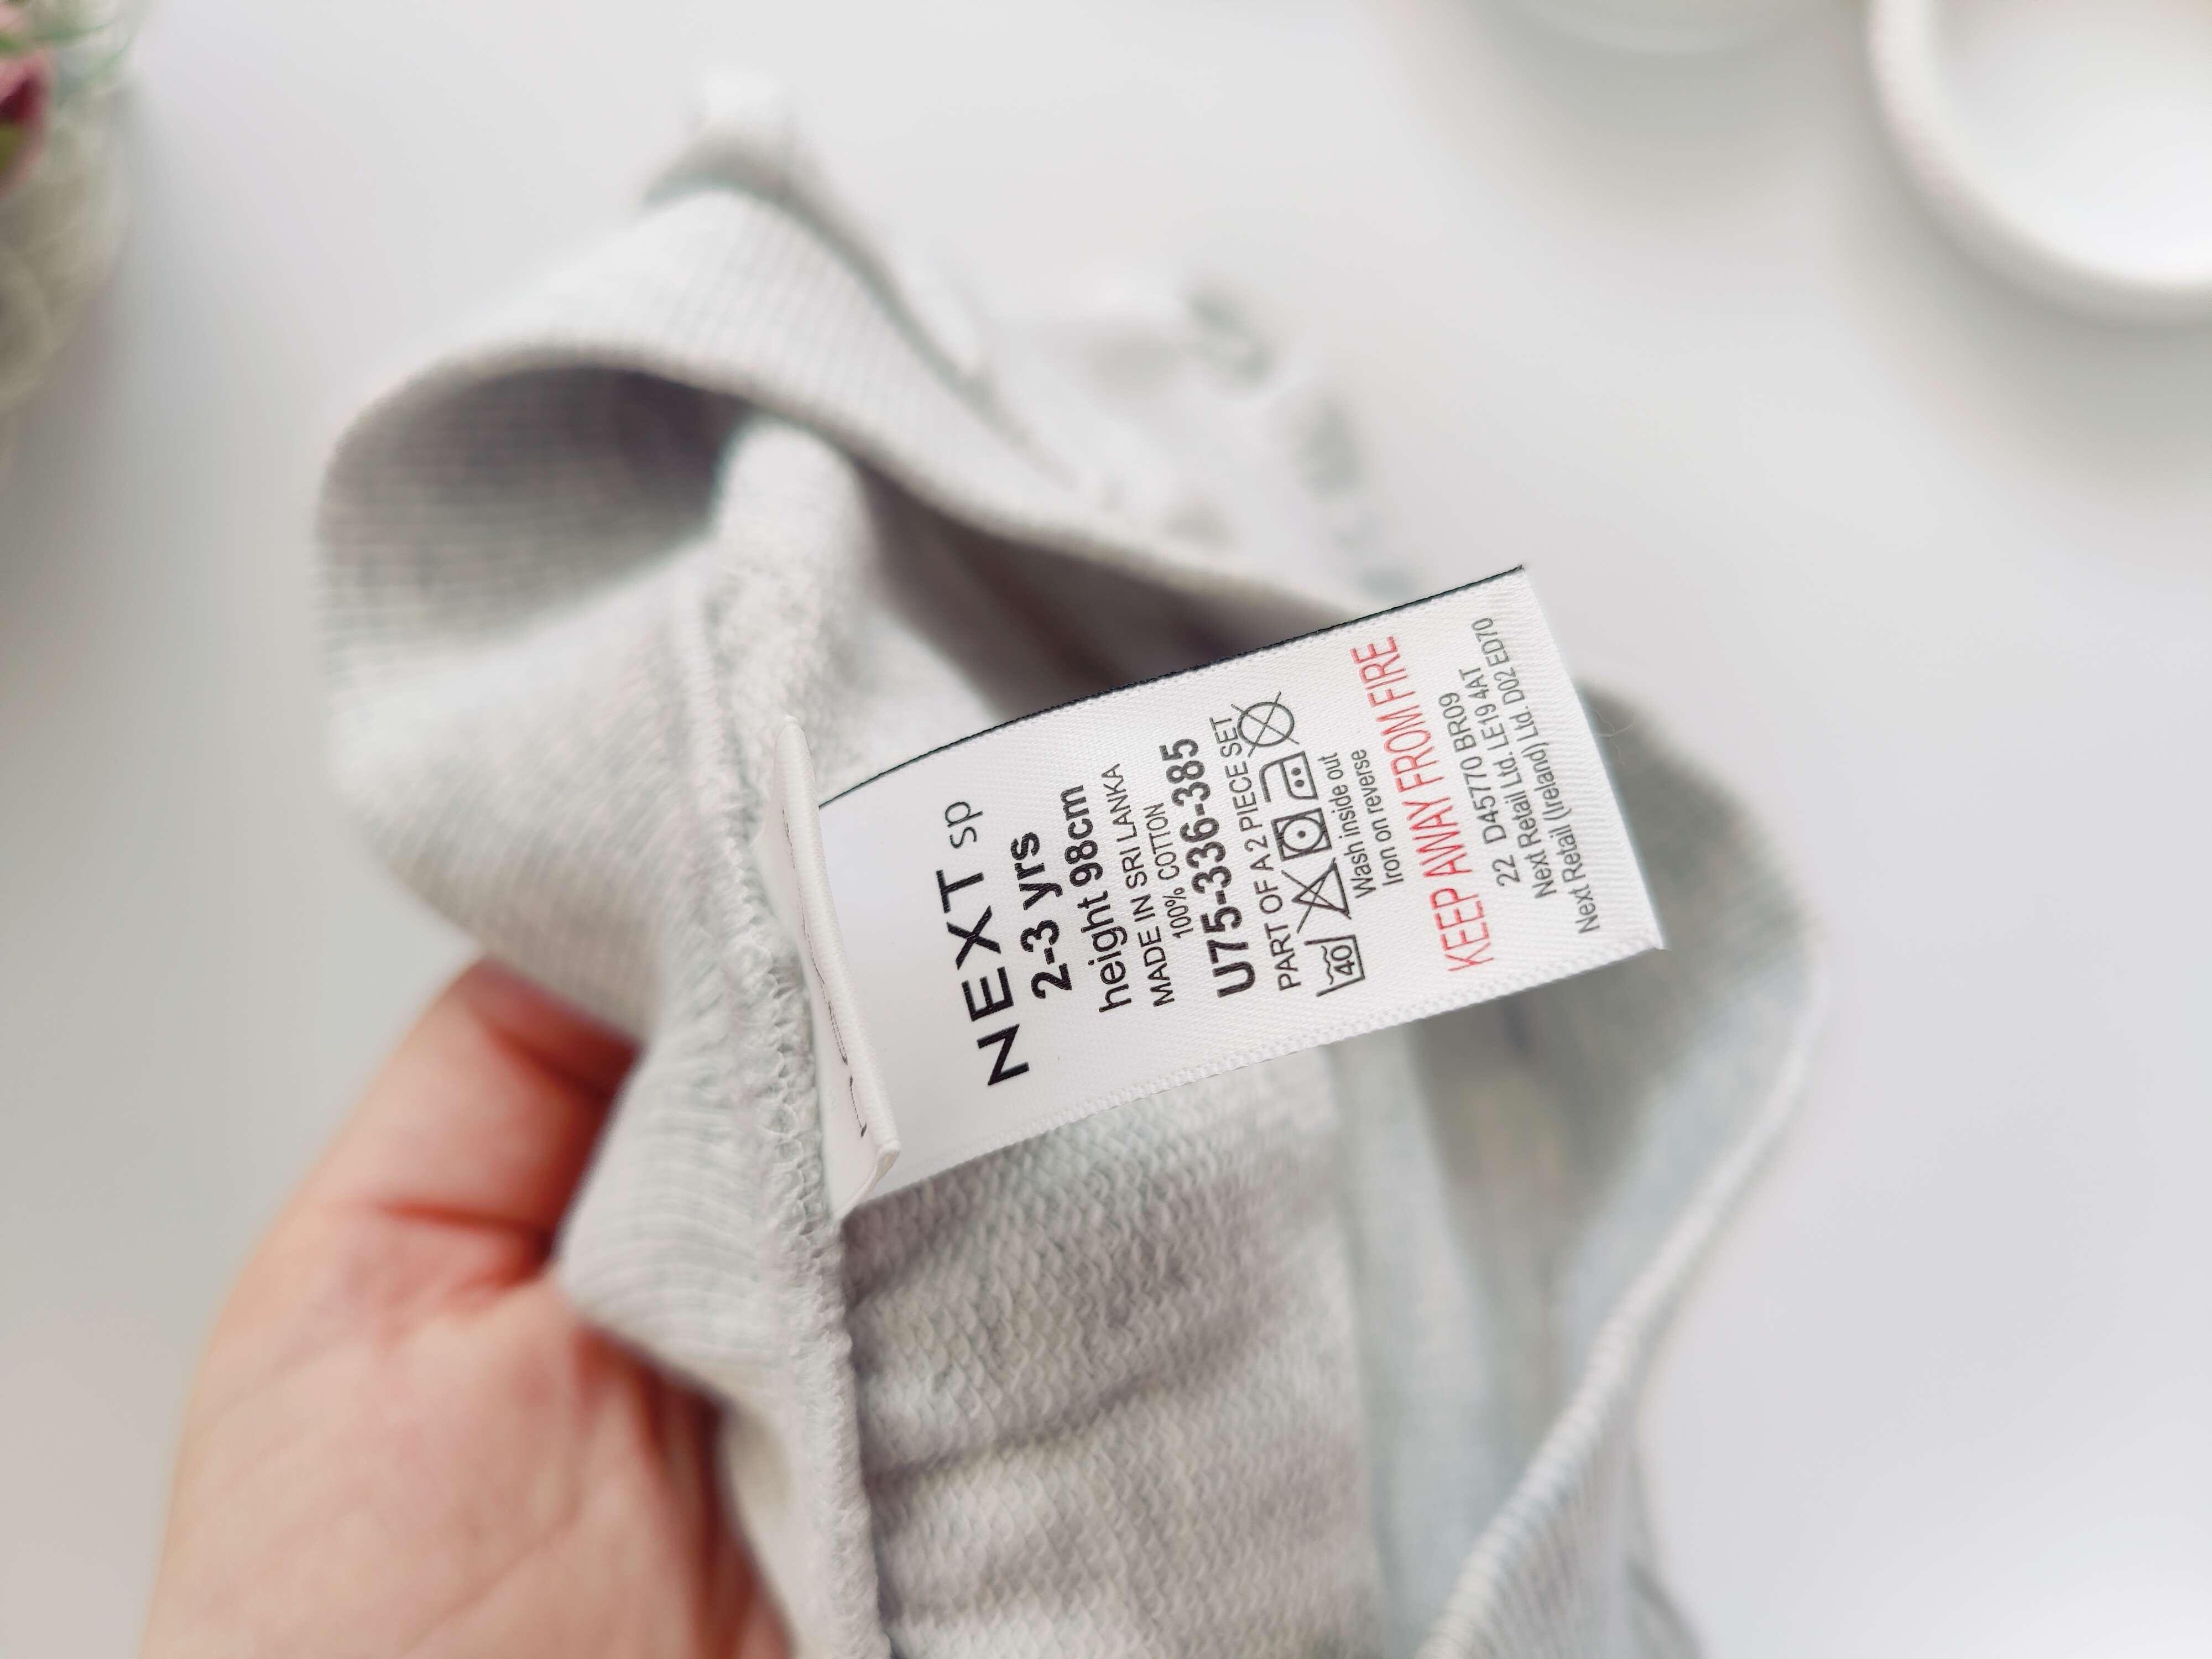 NEXT sp
2-3 yrs
height 98cm
MADE IN SRI LANKA
100% COTTON
U75-336-385
PART OF A 2 PIECE SET
40
Wash inside out
Iron on reverse
KEEP AWAY FROM FIRE
22 D45770 BR09
Next Retail Ltd. LE19 4AT
Next Retail (Ireland) Ltd. D02 ED70